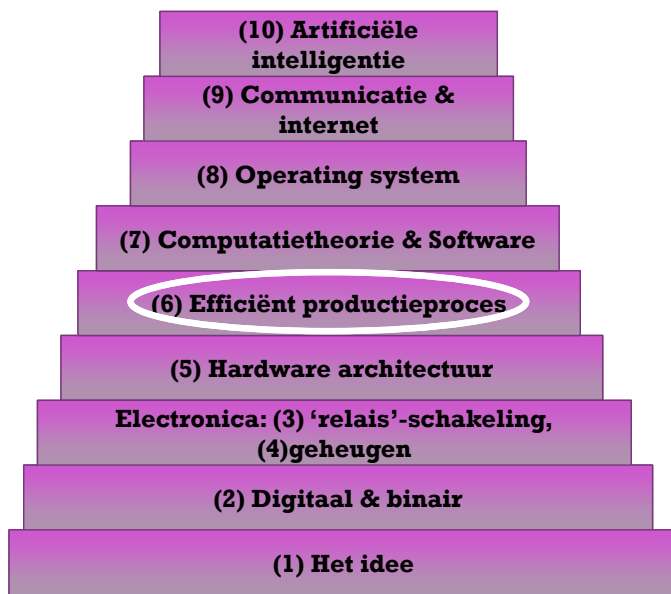 (10) Artificiële
intelligentie
(9) Communicatie &
internet
(8) Operating system
(7) Computatietheorie & Software
(6) Efficiënt productieproces
(5) Hardware architectuur
Electronica: (3) ‘relais’-schakeling,
(4)geheugen
(2) Digitaal & binair
(1) Het idee